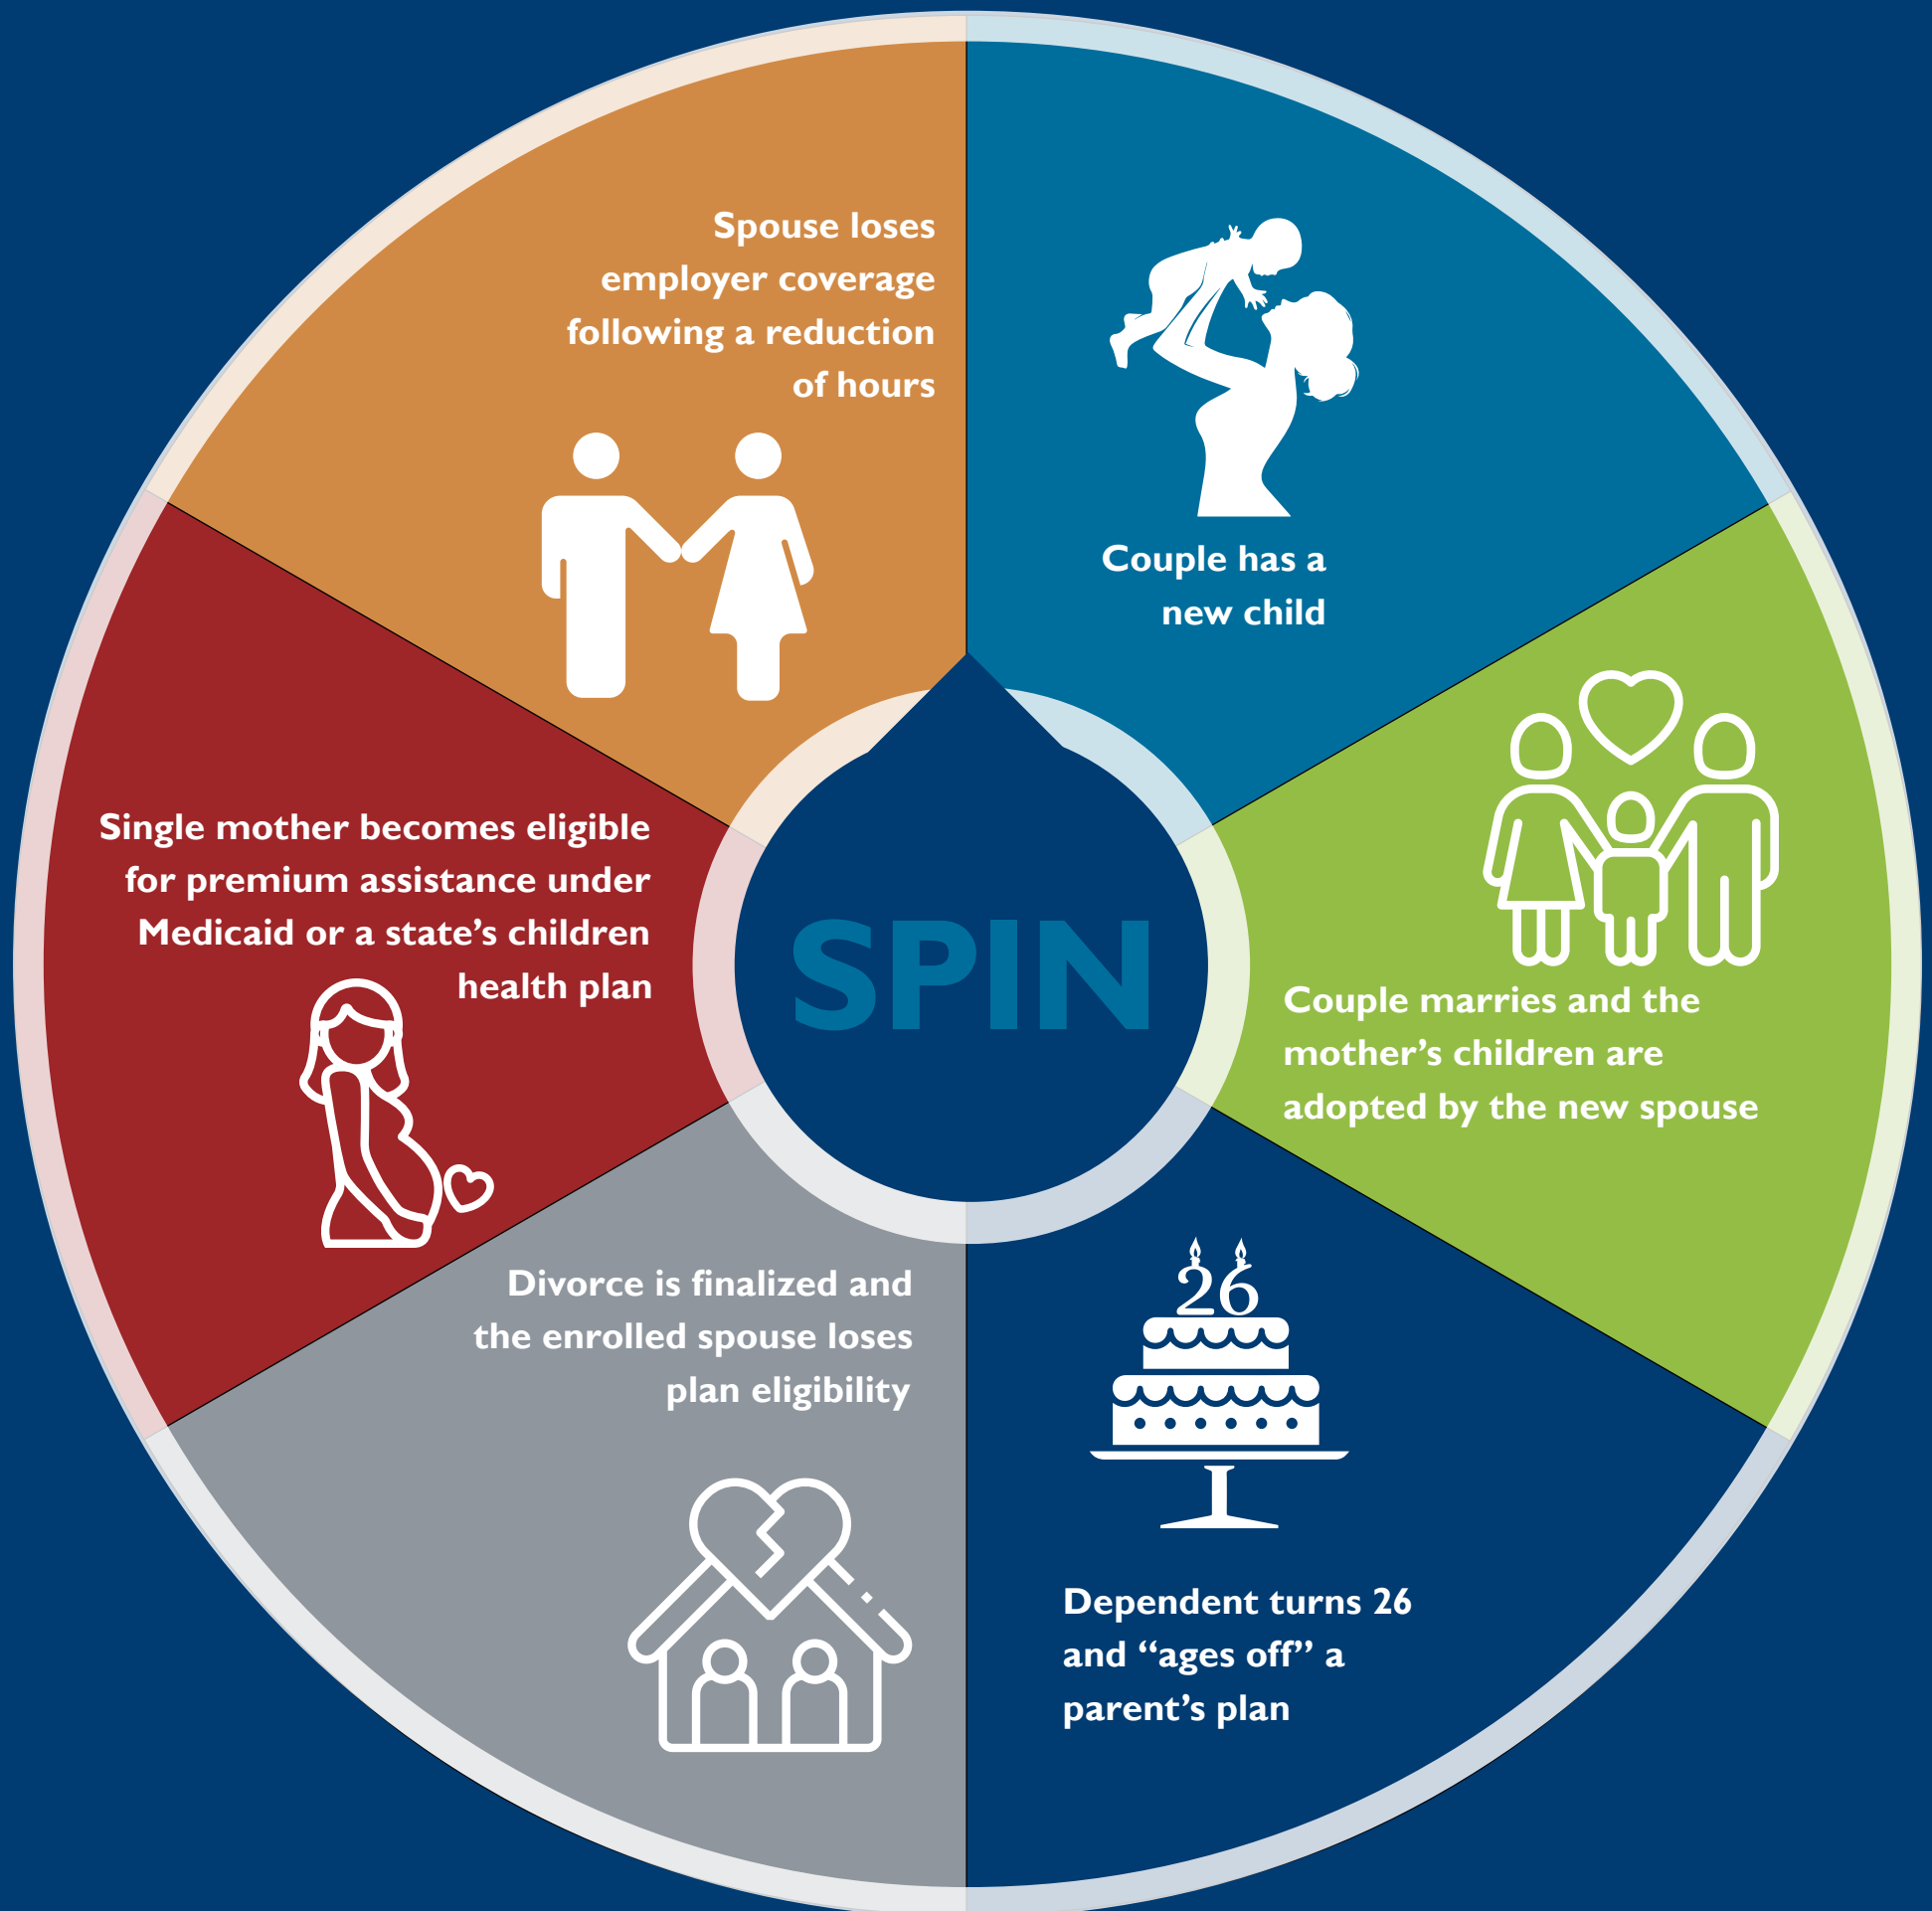 Spouse loses
employer coverage
following a reduction
of hours
Couple has a
new child
Single mother becomes eligible
for premium assistance under
Medicaid or a state’s children
health plan
SPIN
Couple marries and the
mother’s children are
adopted by the new spouse
Divorce is finalized and
the enrolled spouse loses
plan eligibility
26
Dependent turns 26
and “ages off” a
parent’s plan